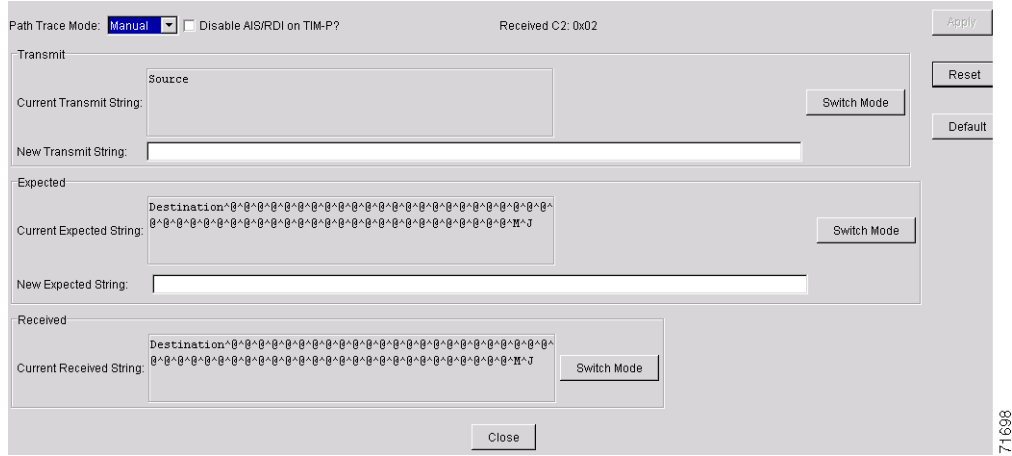 Path Trace Mode: Manual Disable AIS/RDI on TIM-P? Received C2: 0x02 Apply
Transmit
Source
Reset
Current Transmit String: Switch Mode
Default
New Transmit String:
Expected
Destination^@^@^@^@^@^@^@^@^@^@^@^@^@^@^@^@^@^@^@^@^@^@^@^@^
Current Expected String: @^@^@^@^@^@^@^@^@^@^@^@^@^@^@^@^@^@^@^@^@^@^@^@^@^@^@^M^J Switch Mode
New Expected String:
Received
Destination^@^@^@^@^@^@^@^@^@^@^@^@^@^@^@^@^@^@^@^@^@^@^@^@^
Current Received String: @^@^@^@^@^@^@^@^@^@^@^@^@^@^@^@^@^@^@^@^@^@^@^@^@^@^@^M^J Switch Mode
Close
71698